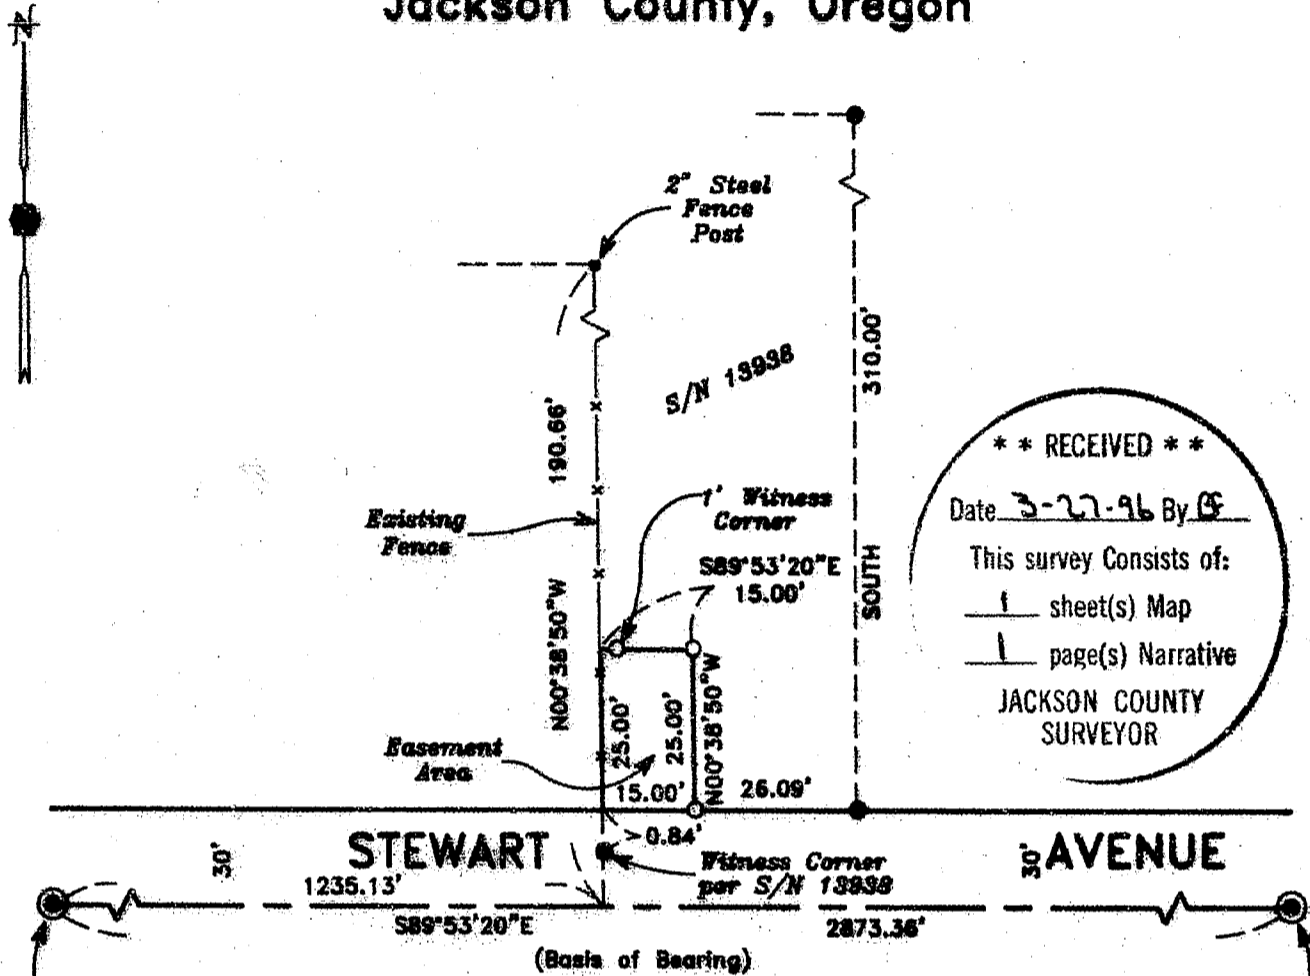 Jackson County, Oregon
N
2" Steel
Fence
Post
S/N 13938
310.00'
SOUTH
190.66'
N00°38'50"W
Existing
Fence
1' Witness
Corner
S89°53'20"E
15.00'
25.00'
25.00'
N00°38'50"W
Easement
Area
15.00'
26.09'
0.84'
* * RECEIVED * *
Date 3-27-96 By
This survey Consists of:
1 sheet(s) Map
1 page(s) Narrative
JACKSON COUNTY
SURVEYOR
STEWART AVENUE
30'
30'
Witness Corner
per S/N 13938
1235.13'
S89°53'20"E
2873.36'
(Basis of Bearing)